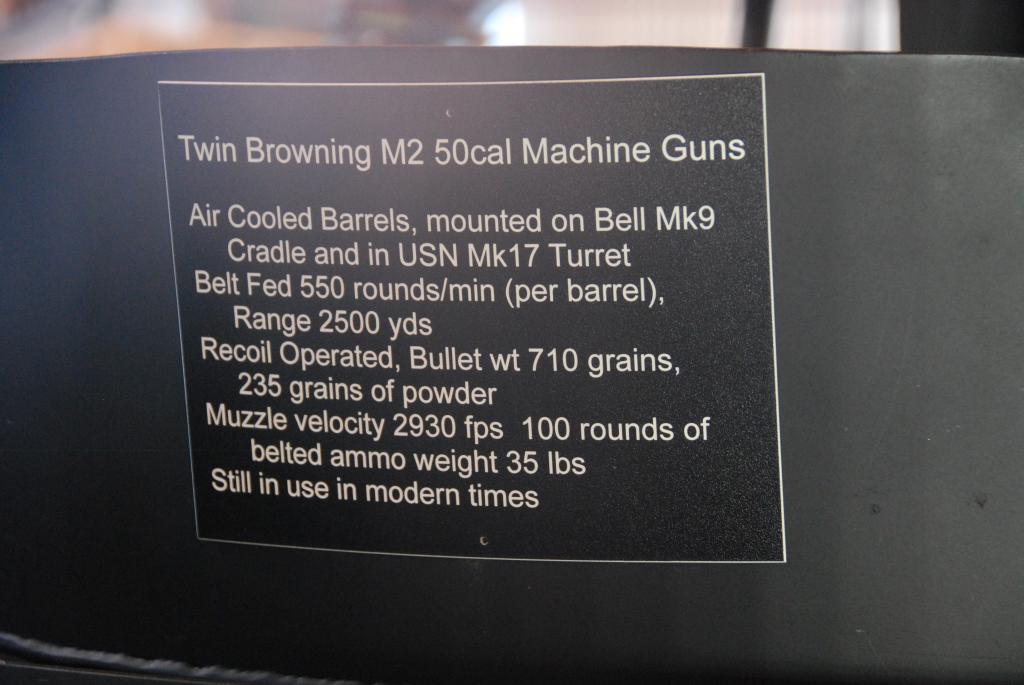 Twin Browning M2 50cal Machine Guns
Air Cooled Barrels, mounted on Bell Mk9
Cradle and in USN Mk17 Turret
Belt Fed 550 rounds/min (per barrel),
Range 2500 yds
Recoil Operated, Bullet wt 710 grains,
235 grains of powder
Muzzle velocity 2930 fps  100 rounds of
belted ammo weight 35 lbs
Still in use in modern times